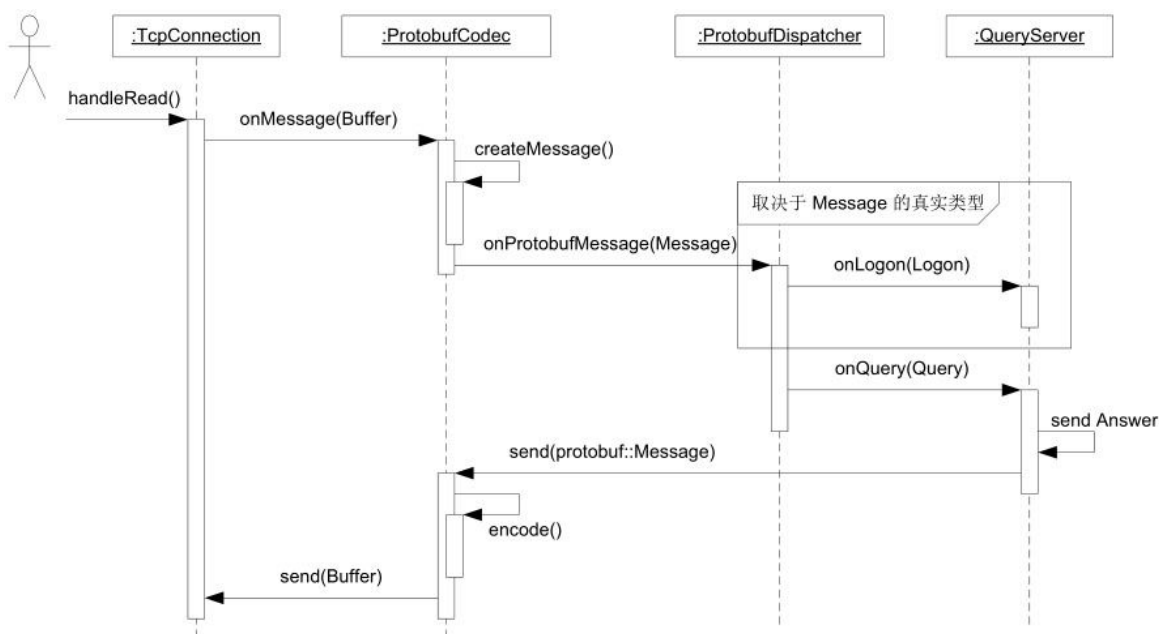 :TcpConnection
:ProtobufCodec
:ProtobufDispatcher
:QueryServer
handleRead()
onMessage(Buffer)
createMessage()
取决于 Message 的真实类型
onProtobufMessage(Message)
onLogon(Logon)
onQuery(Query)
send Answer
send(protobuf::Message)
encode()
send(Buffer)